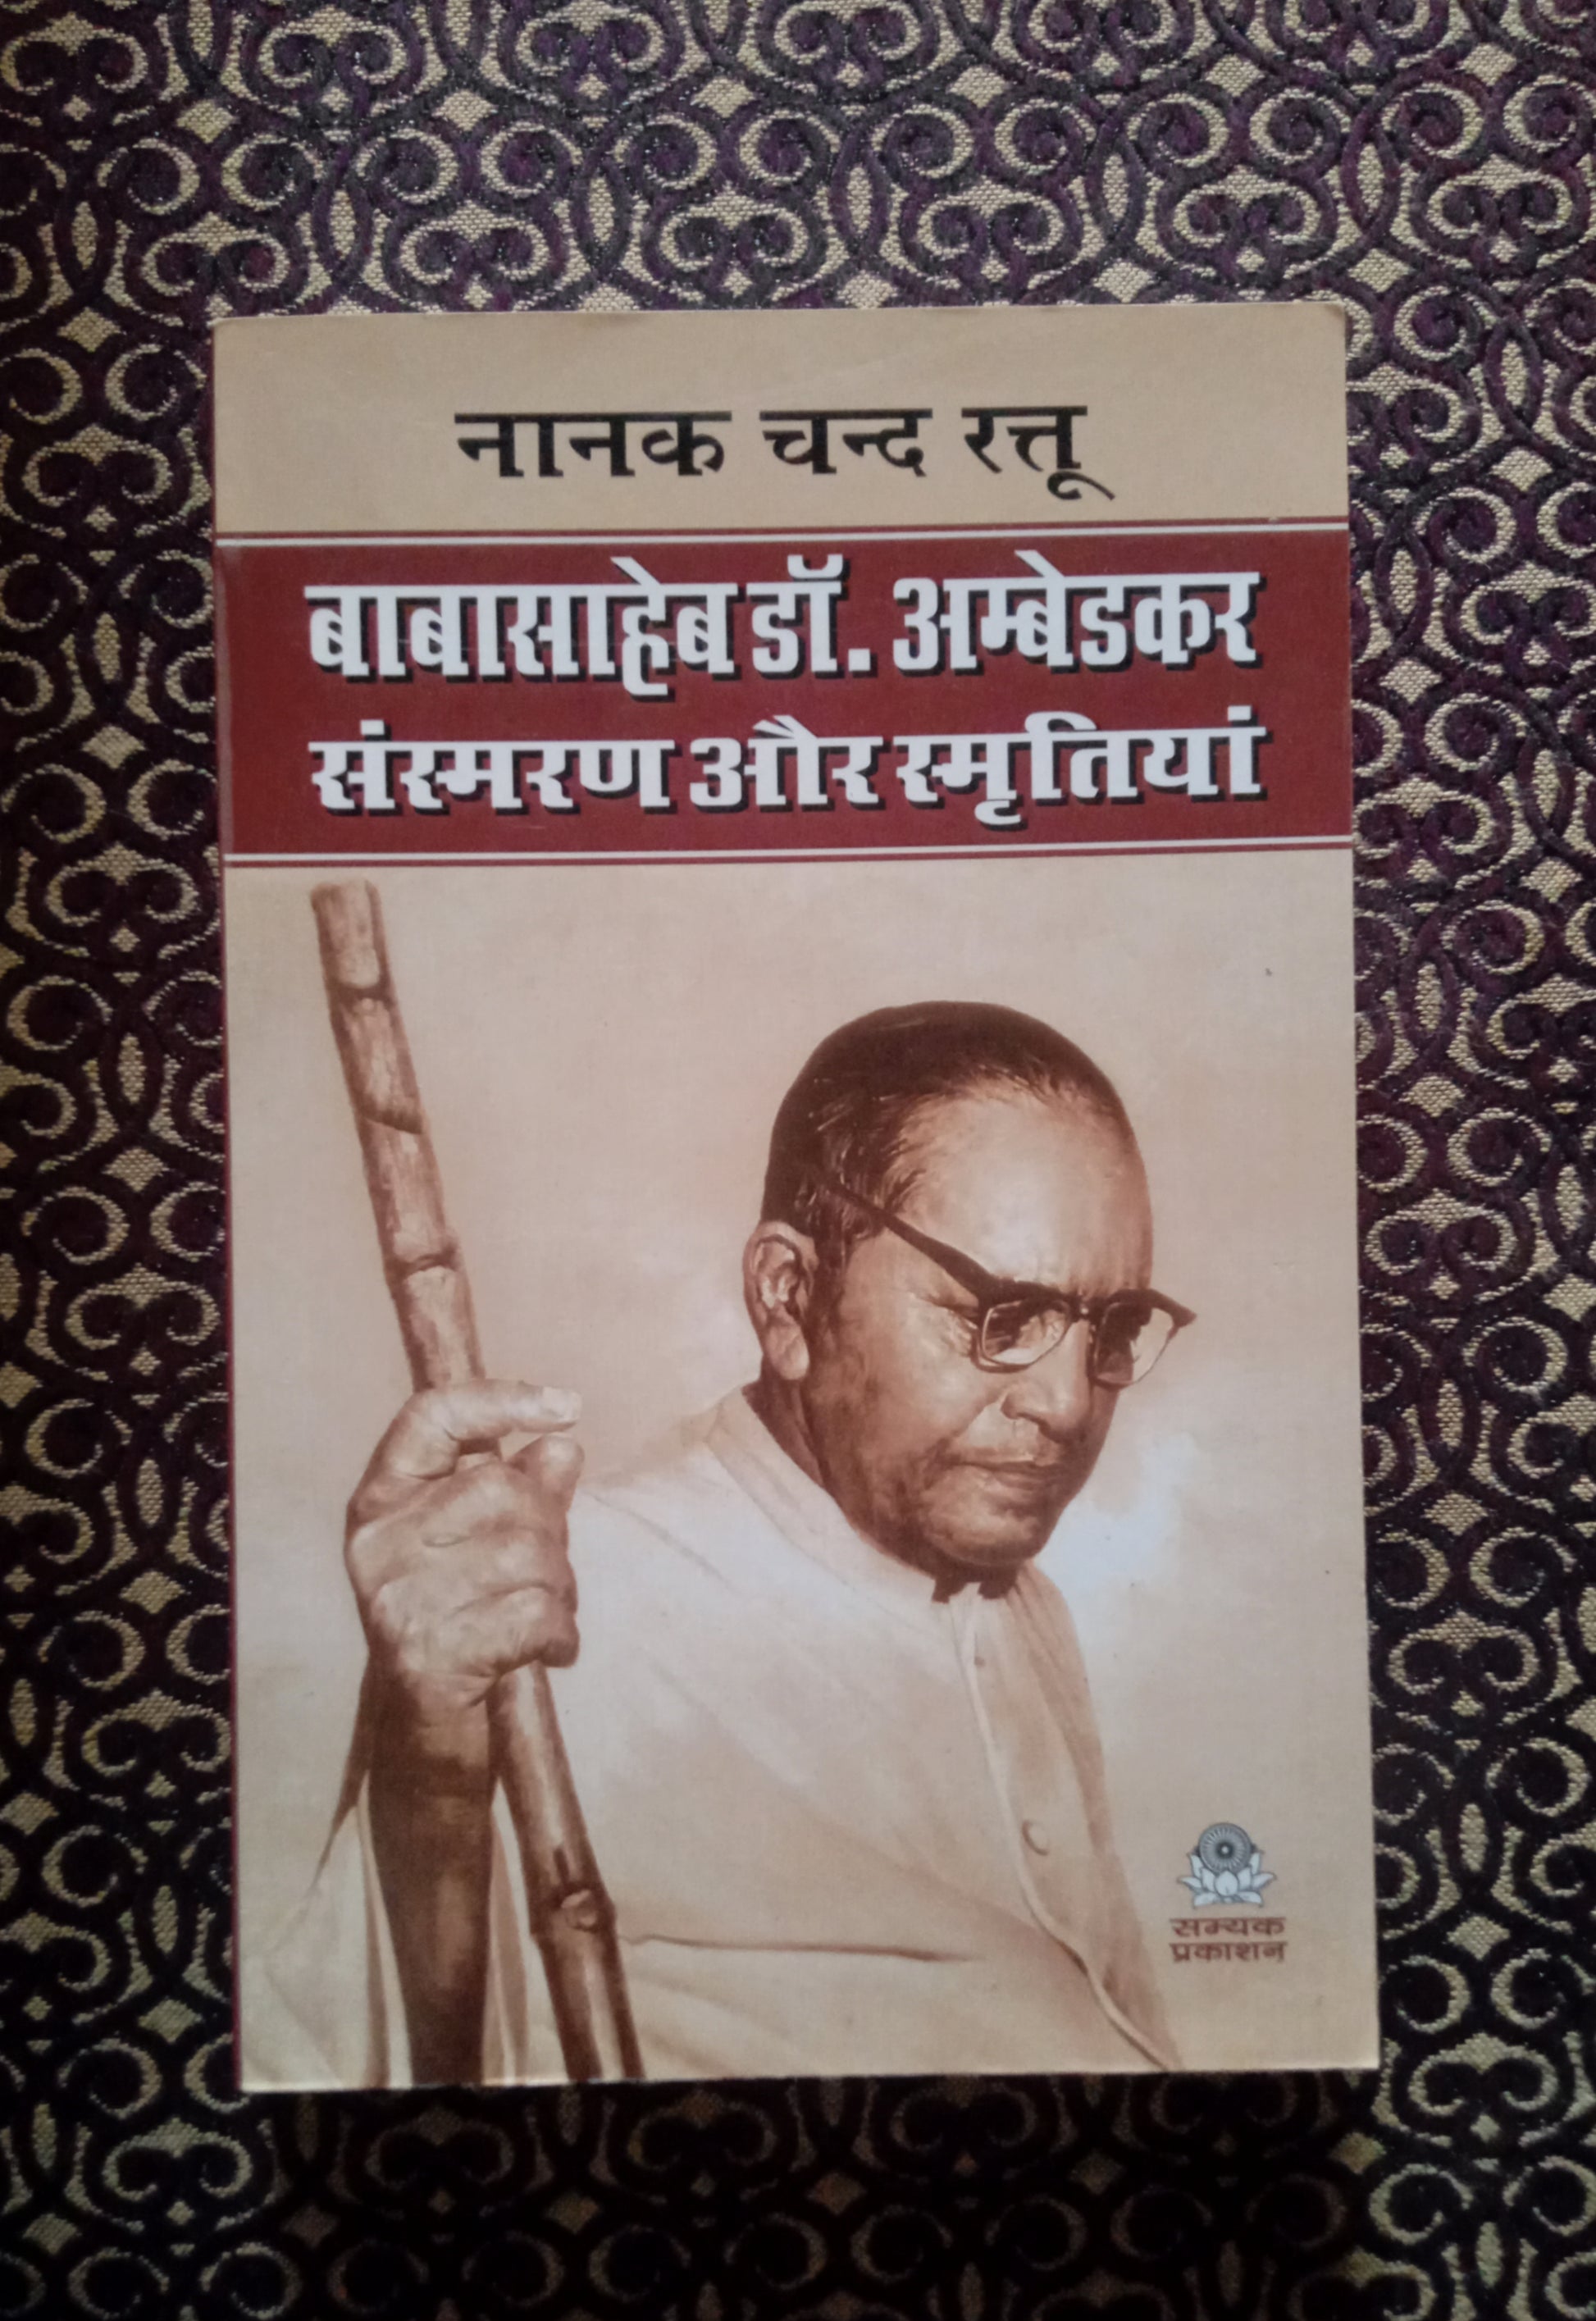 नानक चन्द रत्तू
बाबासाहेब डॉ. अम्बेडकर
संस्मरण और स्मृतियां
सम्यक
प्रकाशन